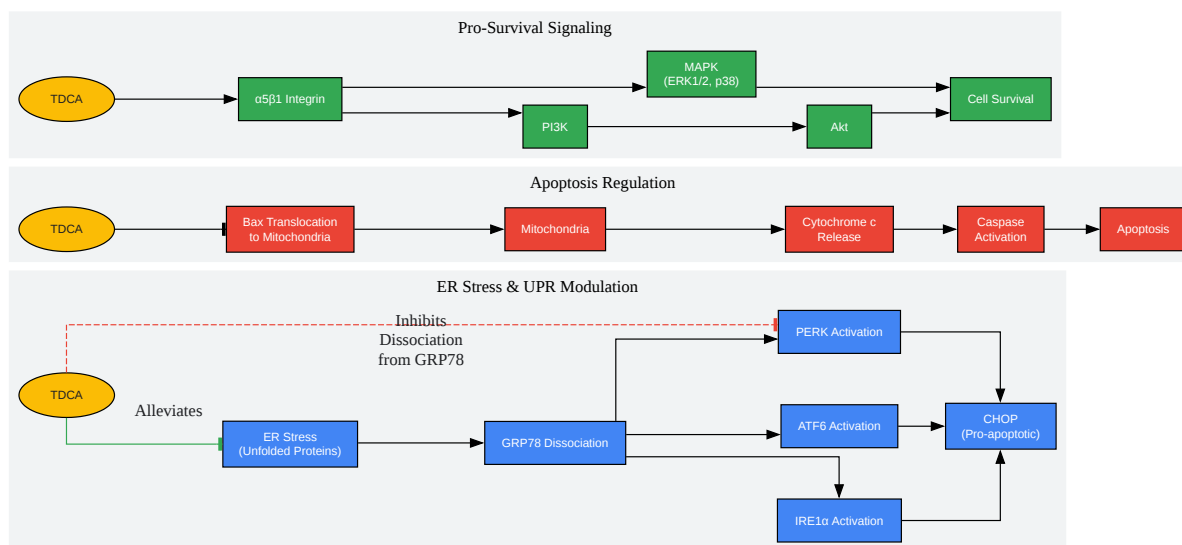 Pro-Survival Signaling
TDCA
α5β1 Integrin
MAPK
(ERK1/2, p38)
PI3K
Akt
Cell Survival
Apoptosis Regulation
TDCA
Bax Translocation
to Mitochondria
Mitochondria
Cytochrome c
Release
Caspase
Activation
Apoptosis
ER Stress & UPR Modulation
Inhibits
Dissociation
from GRP78
TDCA
Alleviates
ER Stress
(Unfolded Proteins)
GRP78 Dissociation
PERK Activation
ATF6 Activation
IRE1α Activation
CHOP
(Pro-apoptotic)